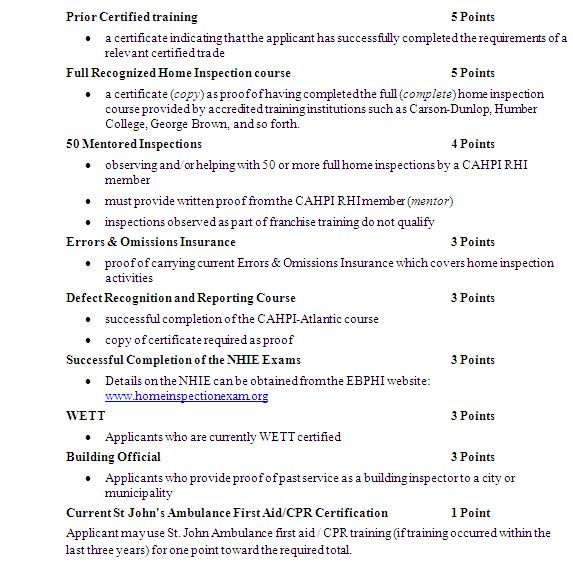 Prior Certified training 5 Points
• a certificate indicating that the applicant has successfully completed the requirements of a
relevant certified trade
Full Recognized Home Inspection course 5 Points
• a certificate (copy) as proof of having completed the full (complete) home inspection
course provided by accredited training institutions such as Carson-Dunlop, Humber
College, George Brown, and so forth.
50 Mentored Inspections 4 Points
• observing and/or helping with 50 or more full home inspections by a CAHPI RHI
member
• must provide written proof from the CAHPI RHI member (mentor)
• inspections observed as part of franchise training do not qualify
Errors & Omissions Insurance 3 Points
• proof of carrying current Errors & Omissions Insurance which covers home inspection
activities
Defect Recognition and Reporting Course 3 Points
• successful completion of the CAHPI-Atlantic course
• copy of certificate required as proof
Successful Completion of the NHIE Exams 3 Points
• Details on the NHIE can be obtained from the EBPHI website:
www.homeinspectionexam.org
WETT 3 Points
• Applicants who are currently WETT certified
Building Official 3 Points
• Applicants who provide proof of past service as a building inspector to a city or
municipality
Current St John's Ambulance First Aid/CPR Certification 1 Point
Applicant may use St. John Ambulance first aid / CPR training (if training occurred within the
last three years) for one point toward the required total.